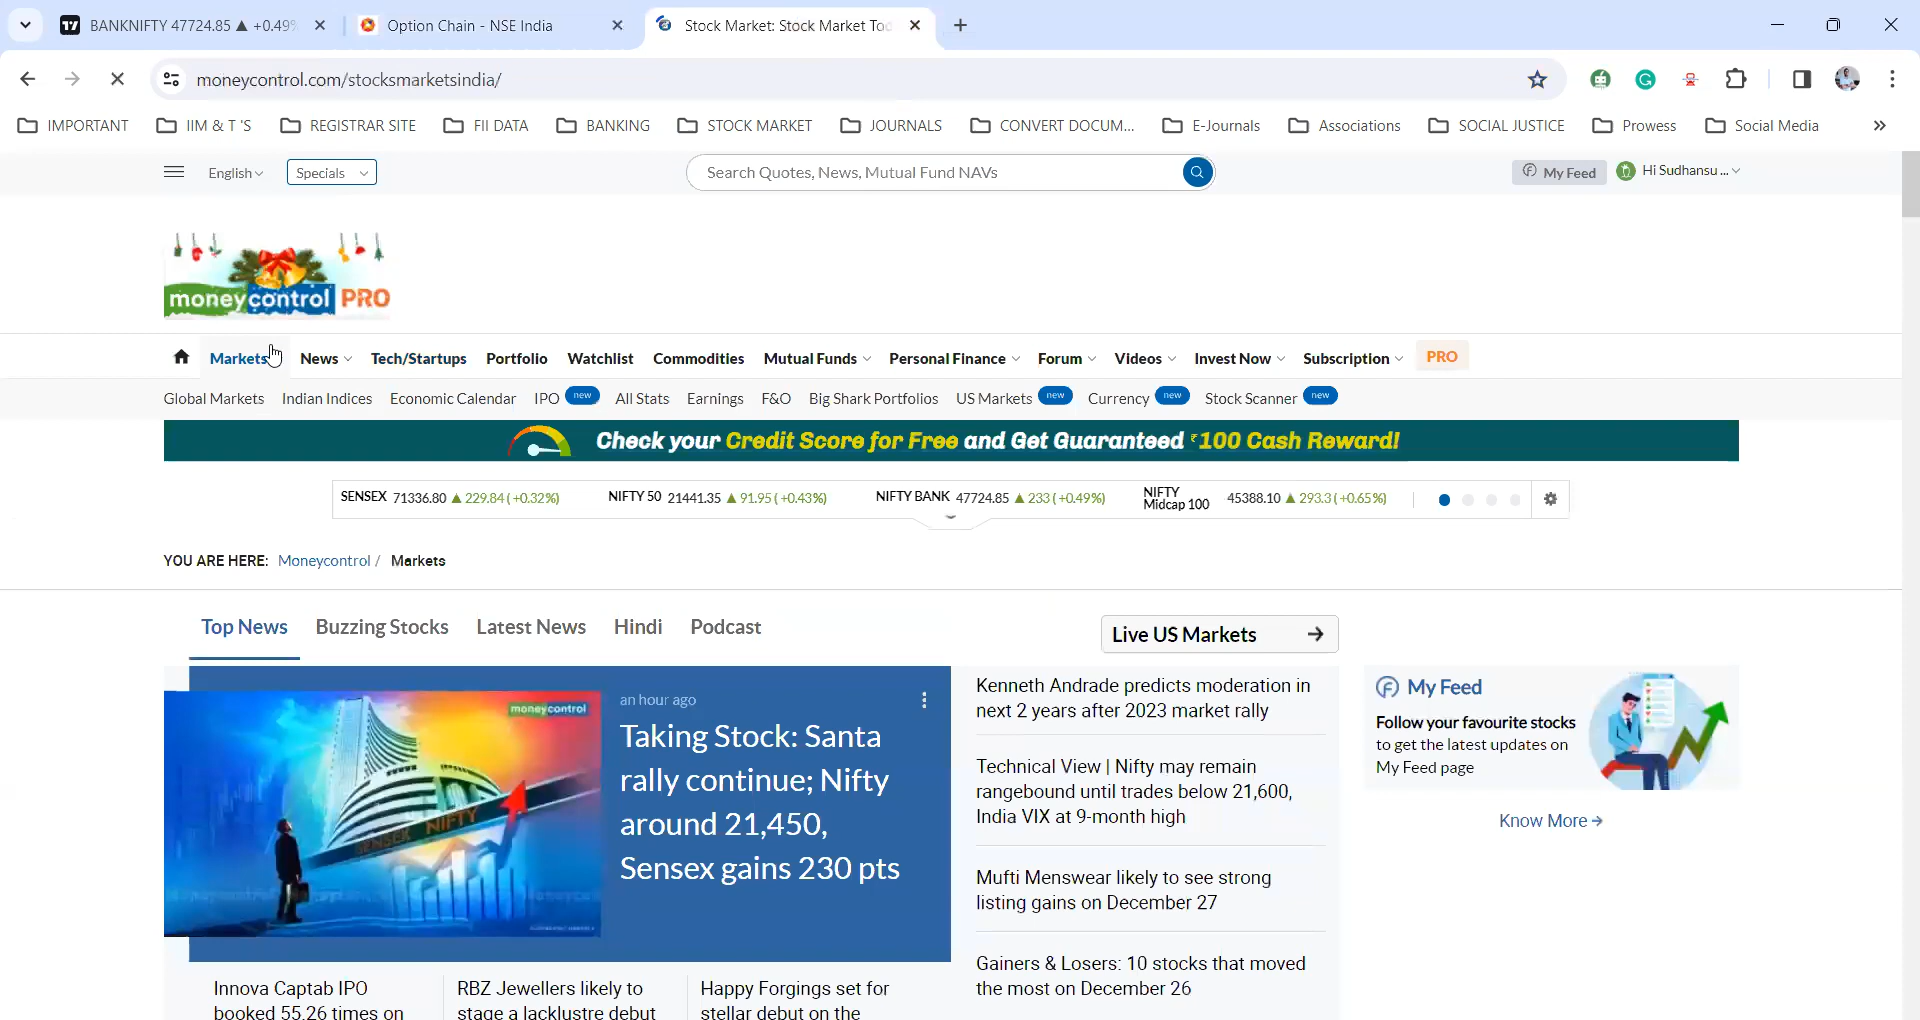 BANKNIFTY 47724.85 ▲ +0.49%
Option Chain - NSE India
Stock Market: Stock Market To
moneycontrol.com/stocksmarketsindia/
IMPORTANT IIM & T 'S REGISTRAR SITE FII DATA BANKING STOCK MARKET JOURNALS CONVERT DOCUM... E-Journals Associations SOCIAL JUSTICE Prowess Social Media »
English Specials Search Quotes, News, Mutual Fund NAVs My Feed Hi Sudhansu ...
moneycontrol PRO
Markets News Tech/Startups Portfolio Watchlist Commodities Mutual Funds Personal Finance Forum Videos Invest Now Subscription PRO
Global Markets Indian Indices Economic Calendar IPO new All Stats Earnings F&O Big Shark Portfolios US Markets new Currency new Stock Scanner new
Check your Credit Score for Free and Get Guaranteed ₹100 Cash Reward!
SENSEX 71336.80 ▲ 229.84 (+0.32%) NIFTY 50 21441.35 ▲ 91.95 (+0.43%) NIFTY BANK 47724.85 ▲ 233 (+0.49%) NIFTY Midcap 100 45388.10 ▲ 293.3 (+0.65%)
YOU ARE HERE: Moneycontrol / Markets
Top News Buzzing Stocks Latest News Hindi Podcast
Live US Markets →
moneycontrol
SENSEX NIFTY
an hour ago
Taking Stock: Santa
rally continue; Nifty
around 21,450,
Sensex gains 230 pts
Kenneth Andrade predicts moderation in
next 2 years after 2023 market rally
Technical View | Nifty may remain
rangebound until trades below 21,600,
India VIX at 9-month high
Mufti Menswear likely to see strong
listing gains on December 27
Gainers & Losers: 10 stocks that moved
the most on December 26
My Feed
Follow your favourite stocks
to get the latest updates on
My Feed page
Know More →
Innova Captab IPO
booked 55.26 times on
RBZ Jewellers likely to
stage a lacklustre debut
Happy Forgings set for
stellar debut on the